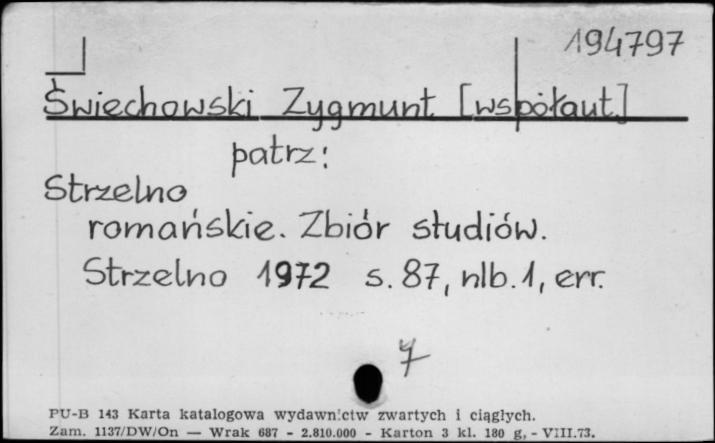 194797
Świechowski Zygmunt [współaut.]
patrz:
Strzelno
romańskie. Zbiór studiów.
Strzelno 1972 s. 87, nlb. 1, err.
7
PU-B 143 Karta katalogowa wydawnictw zwartych i ciągłych.
Zam. 1137/DW/On — Wrak 687 - 2.810.000 - Karton 3 kl. 180 g. - VIII.73.